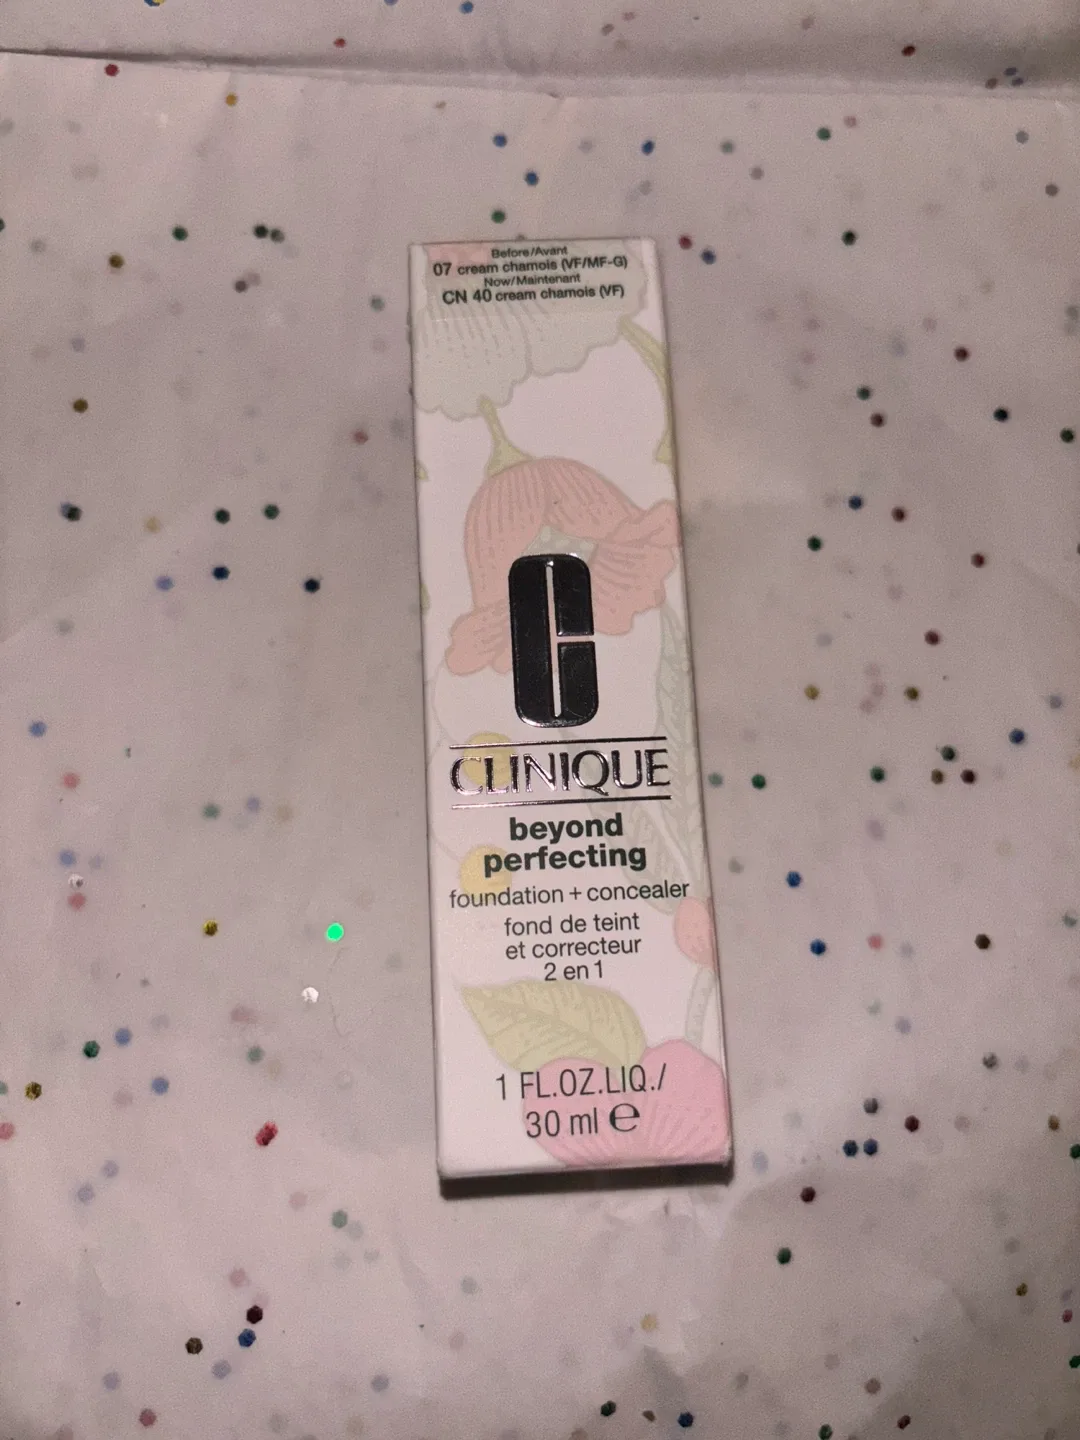 Before/Avant
07 cream chamois (VF/MF-G)
Now/Maintenant
CN 40 cream chamois (VF)
C
CLINIQUE
beyond
perfecting
foundation + concealer
fond de teint
et correcteur
2 en 1
1 FL.OZ.LIQ./
30 ml ℮